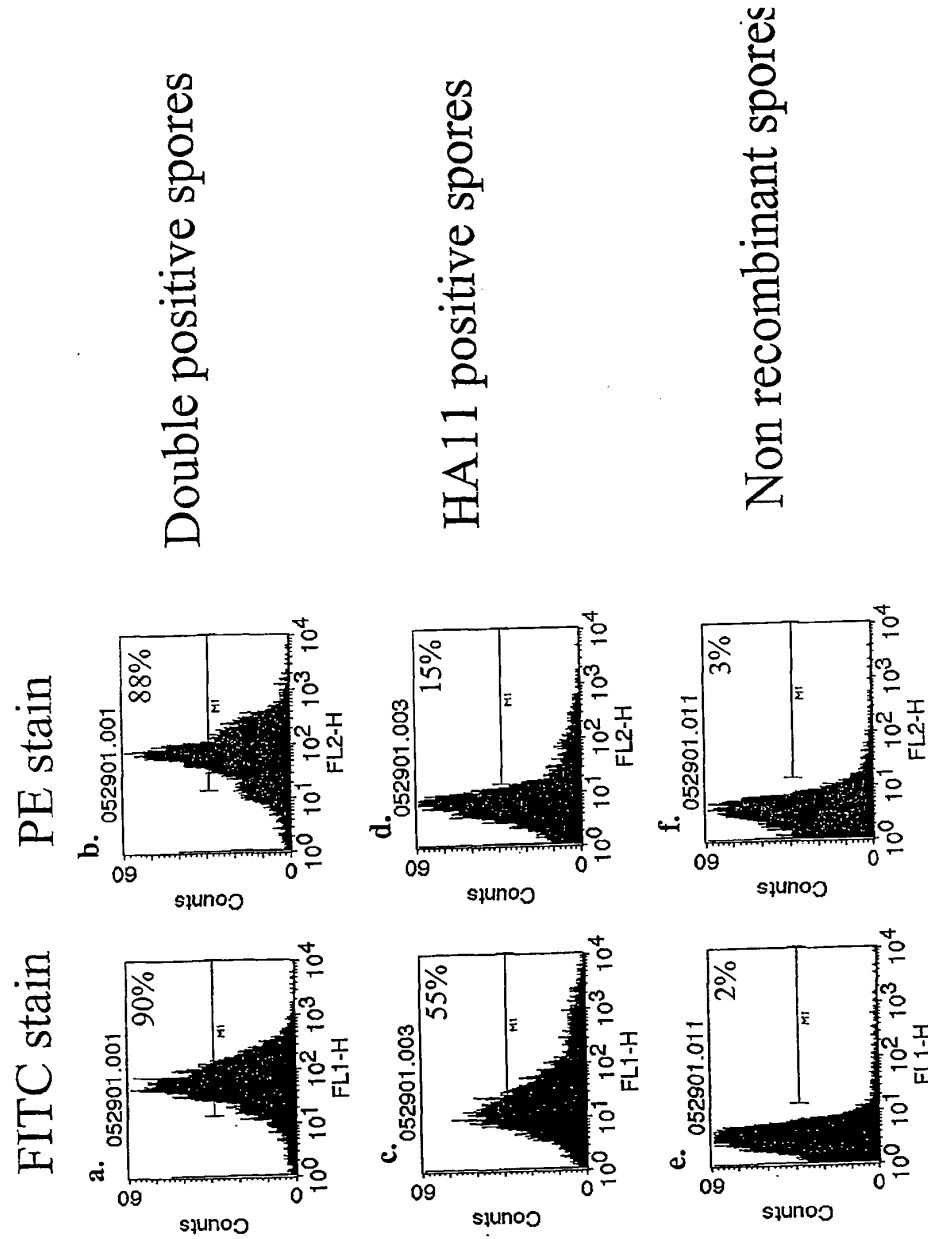 FITC stain
PE stain
a.
052901.001
90%
M1
60
0
Counts
10^0 10^1 10^2 10^3 10^4
FL1-H
b.
052901.001
88%
M1
60
0
Counts
10^0 10^1 10^2 10^3 10^4
FL2-H
Double positive spores
c.
052901.003
55%
M1
60
0
Counts
10^0 10^1 10^2 10^3 10^4
FL1-H
d.
052901.003
15%
M1
60
0
Counts
10^0 10^1 10^2 10^3 10^4
FL2-H
HA11 positive spores
e.
052901.011
2%
M1
60
0
Counts
10^0 10^1 10^2 10^3 10^4
FL1-H
f.
052901.011
3%
M1
60
0
Counts
10^0 10^1 10^2 10^3 10^4
FL2-H
Non recombinant spores